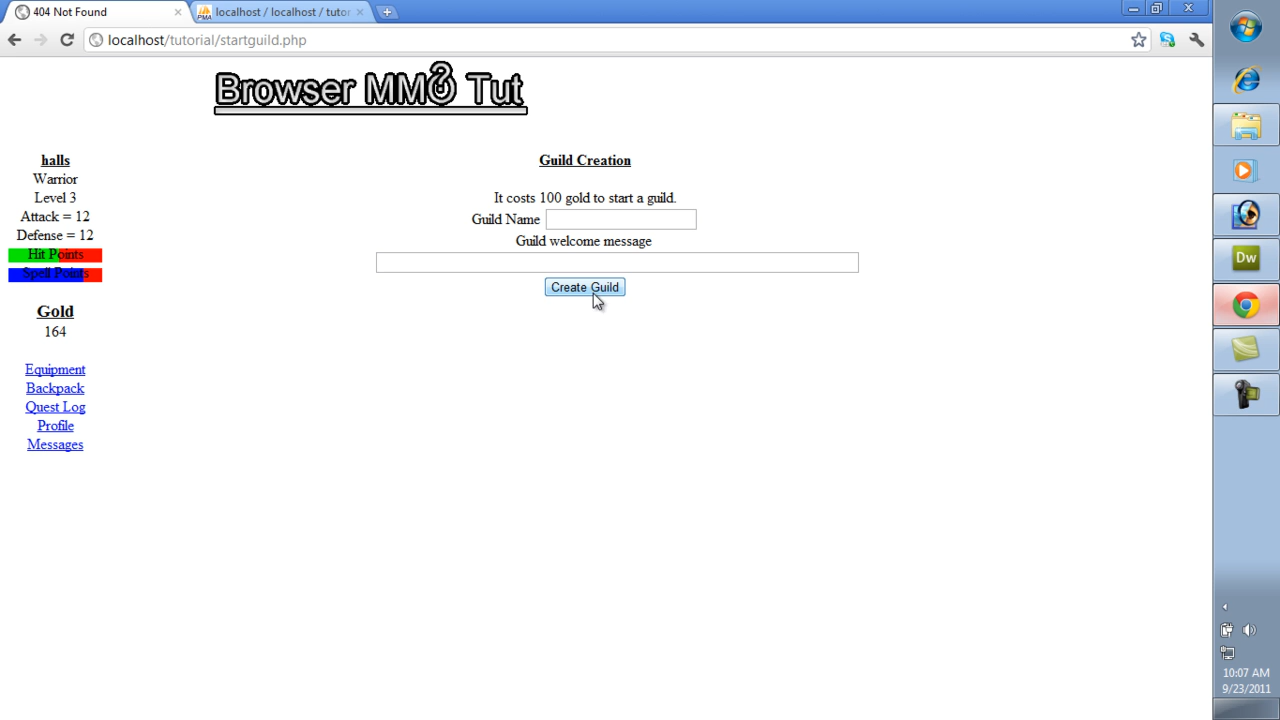 404 Not Found
localhost / localhost / tutor
localhost/tutorial/startguild.php
Browser MMO Tut
halls
Warrior
Level 3
Attack = 12
Defense = 12
Hit Points
Spell Points
Gold
164
Equipment
Backpack
Quest Log
Profile
Messages
Guild Creation
It costs 100 gold to start a guild.
Guild Name
Guild welcome message
Create Guild
PMA
Dw
10:07 AM
9/23/2011